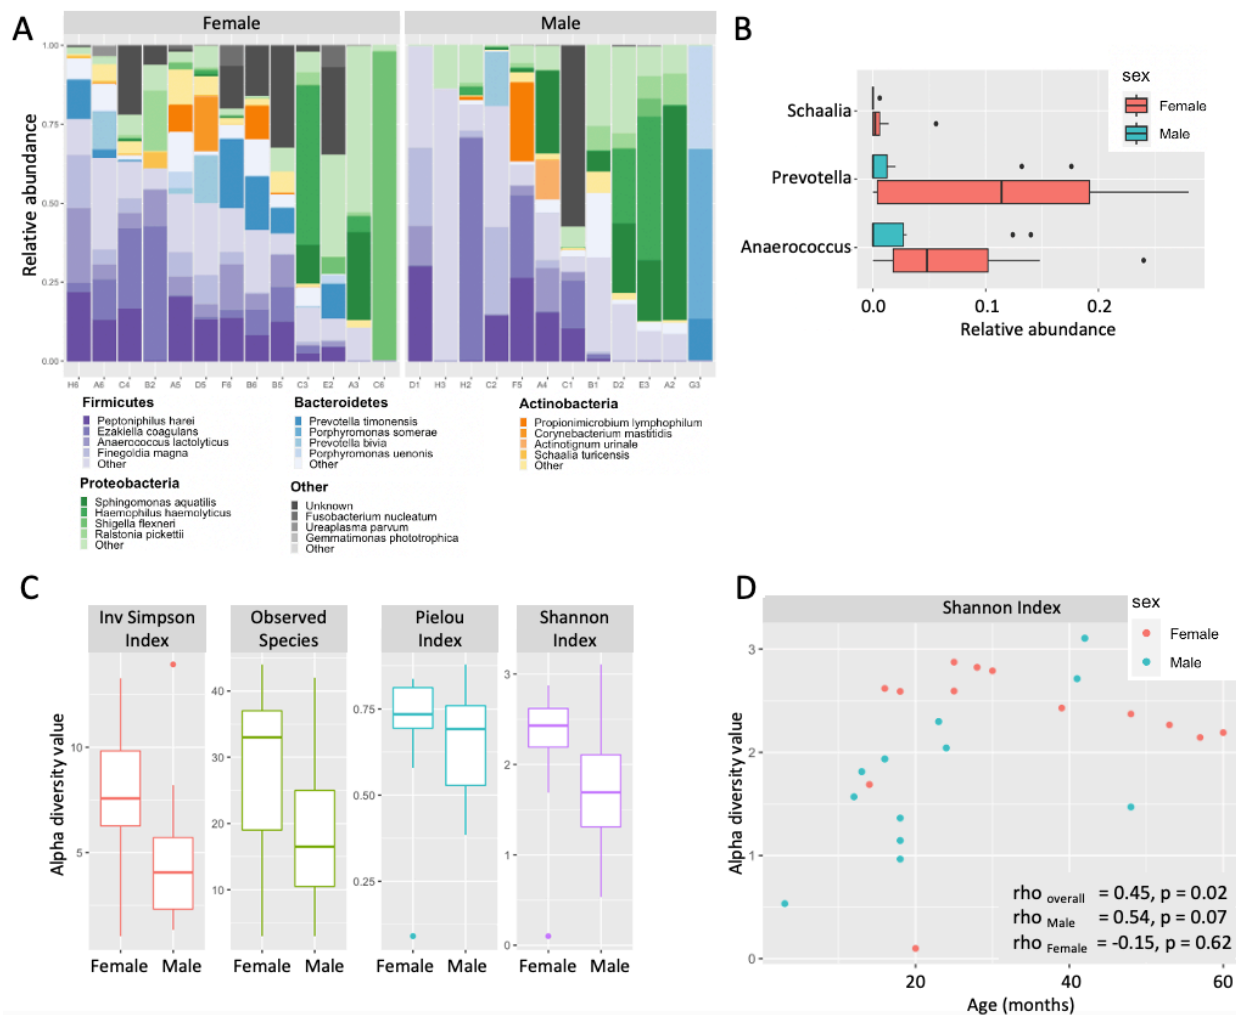 A
Female
Male
Relative abundance
1.00
0.75
0.50
0.25
0.00
H6 A6 C4 B2 A5 D5 F6 B6 B5 C3 E2 A3 C6
D1 H3 H2 C2 F5 A4 C1 B1 D2 E3 A2 G3
Firmicutes
Peptoniphilus harei
Ezakiella coagulans
Anaerococcus lactolyticus
Finegoldia magna
Other
Bacteroidetes
Prevotella timonensis
Porphyromonas somerae
Prevotella bivia
Porphyromonas uenonis
Other
Actinobacteria
Propionimicrobium lymphophilum
Corynebacterium mastitidis
Actinotignum urinale
Schaalia turicensis
Other
Proteobacteria
Sphingomonas aquatilis
Haemophilus haemolyticus
Shigella flexneri
Ralstonia pickettii
Other
Other
Unknown
Fusobacterium nucleatum
Ureaplasma parvum
Gemmatimonas phototrophica
Other
B
sex
Female
Male
Schaalia
Prevotella
Anaerococcus
0.0 0.1 0.2
Relative abundance
C
Inv Simpson
Index
Observed
Species
Pielou
Index
Shannon
Index
Alpha diversity value
10
5
40
30
20
10
0.75
0.50
0.25
3
2
1
0
Female Male
Female Male
Female Male
Female Male
D
Shannon Index
sex
Female
Male
Alpha diversity value
3
2
1
0
rho overall = 0.45, p = 0.02
rho Male = 0.54, p = 0.07
rho Female = -0.15, p = 0.62
20 40 60
Age (months)